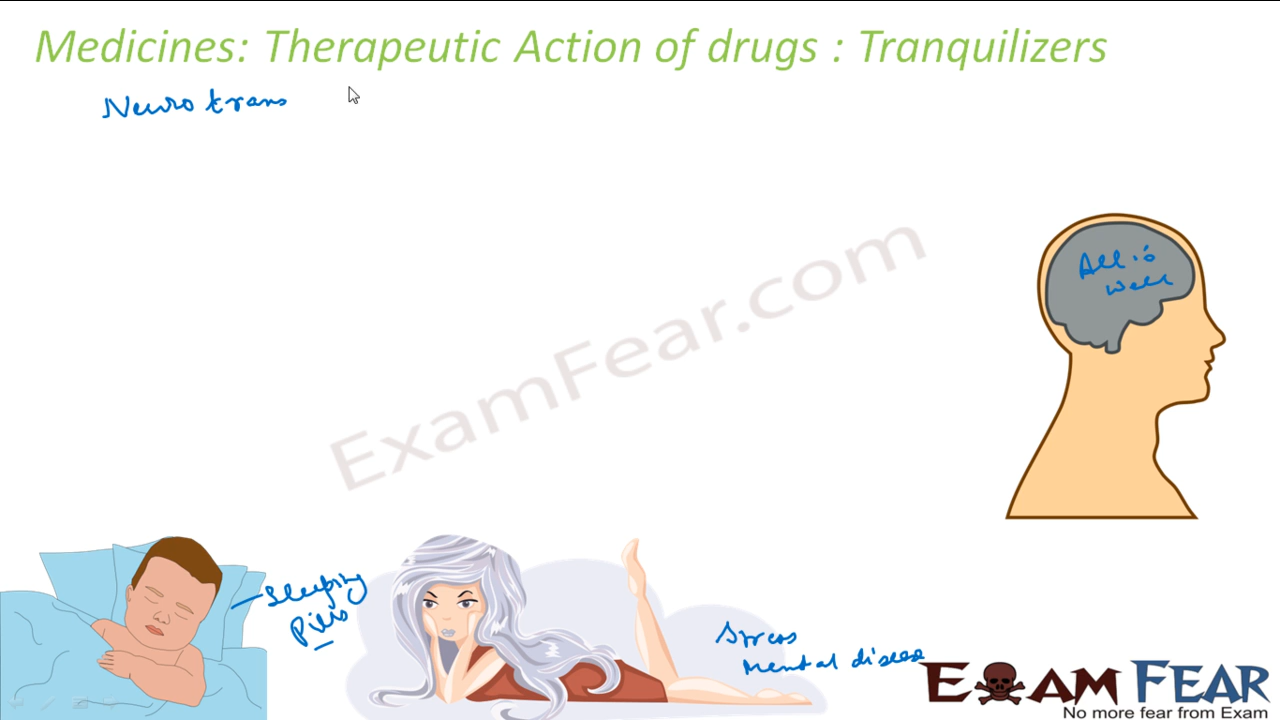 Medicines: Therapeutic Action of drugs : Tranquilizers
Neuro trans
ExamFear.com
All is
well
Sleeping
Pills
Stress
Mental disease
EXAM FEAR
No more fear from Exam